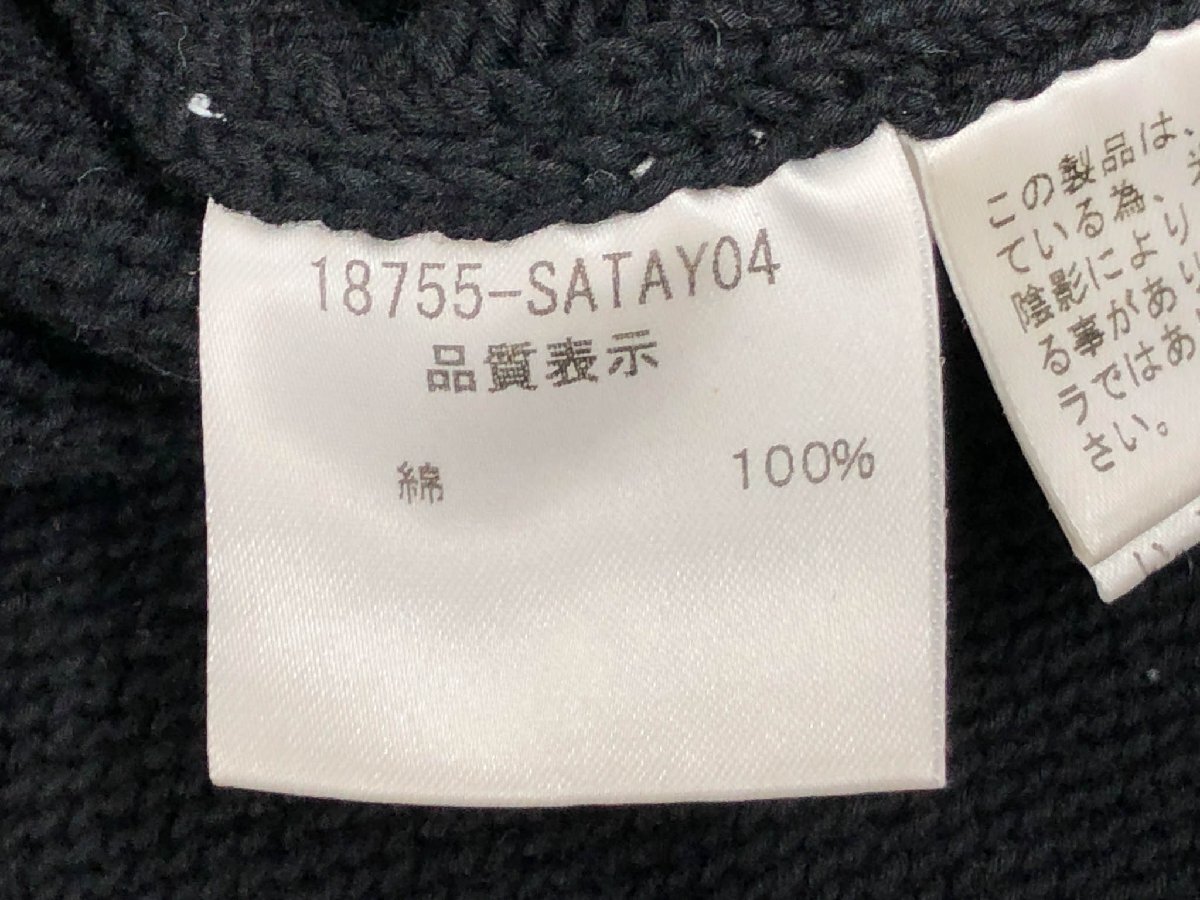 18755-SATAY04
品質表示
綿 100%
この製品は、
ている為、
陰影により
る事があり
ラではあ
さい。
い